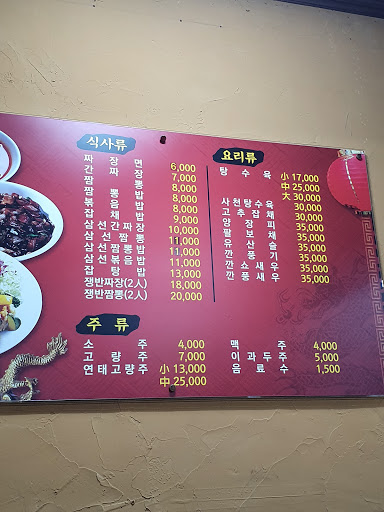 식사류
짜장면 6,000
간짜장 7,000
짬뽕 8,000
짬뽕밥 8,000
볶음밥 8,000
잡채밥 9,000
삼선간짜장 10,000
삼선짬뽕 11,000
삼선짬뽕밥 11,000
삼선볶음밥 11,000
잡탕밥 13,000
쟁반짜장(2인) 18,000
쟁반짬뽕(2인) 20,000
요리류
탕수육 小 17,000
中 25,000
大 30,000
사천탕수육 30,000
고추잡채 30,000
양장피 35,000
팔보채 35,000
유산슬 35,000
깐풍기 35,000
깐쇼새우 35,000
깐풍새우 35,000
주류
소주 4,000
고량주 7,000
연태고량주 小 13,000
中 25,000
맥주 4,000
이과두주 5,000
음료수 1,500